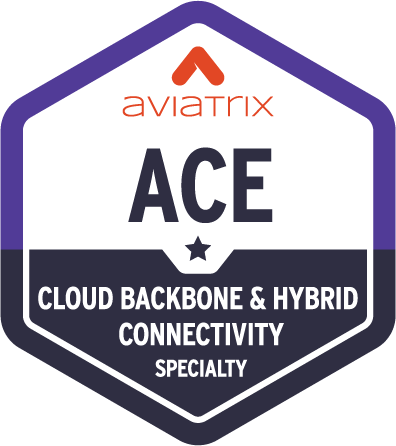 aviatrix
ACE
CLOUD BACKBONE & HYBRID
CONNECTIVITY
SPECIALTY